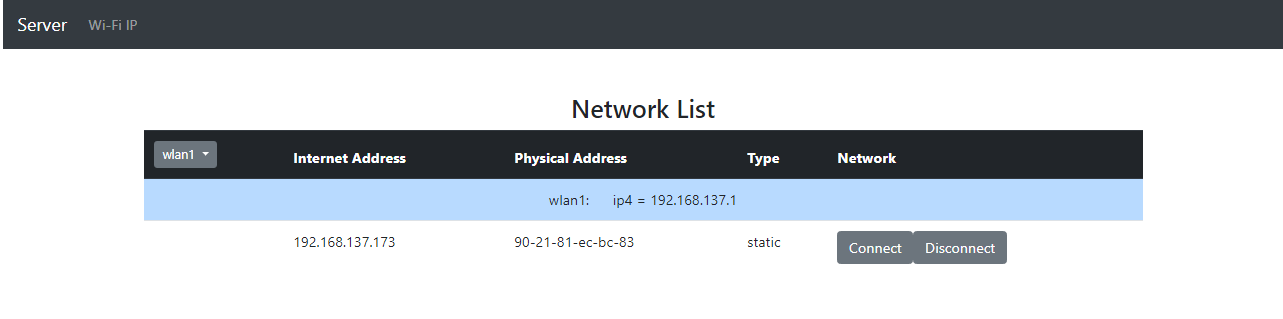 Server Wi-Fi IP
Network List
wlan1 Internet Address Physical Address Type Network
wlan1: ip4 = 192.168.137.1
192.168.137.173 90-21-81-ec-bc-83 static Connect Disconnect